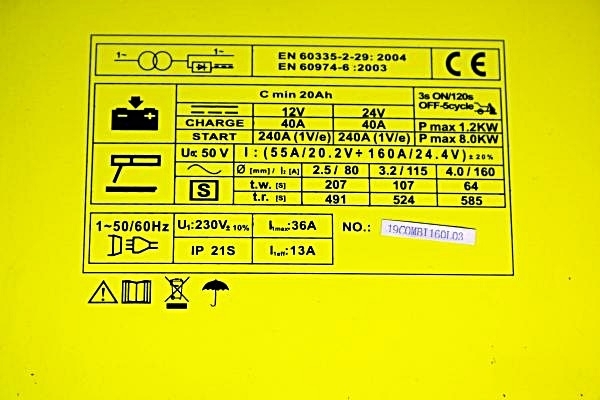 1~ 1~ EN 60335-2-29: 2004
EN 60974-6 :2003
CE
C min 20Ah
3s ON/120s
OFF-5cycle
12V 24V
CHARGE 40A 40A P max 1.2KW
START 240A (1V/e) 240A (1V/e) P max 8.0KW
U₀: 50 V I : (55A/20.2V+160A/24.4V)±20%
Ø [mm] / I₂ [A] 2.5/ 80 3.2/115 4.0/160
S t.w. [S] 207 107 64
t.r. [S] 491 524 585
1~50/60Hz U₁:230V±10% I₁max:36A
IP 21S I₁eff:13A
NO.: 19COMBI160L03